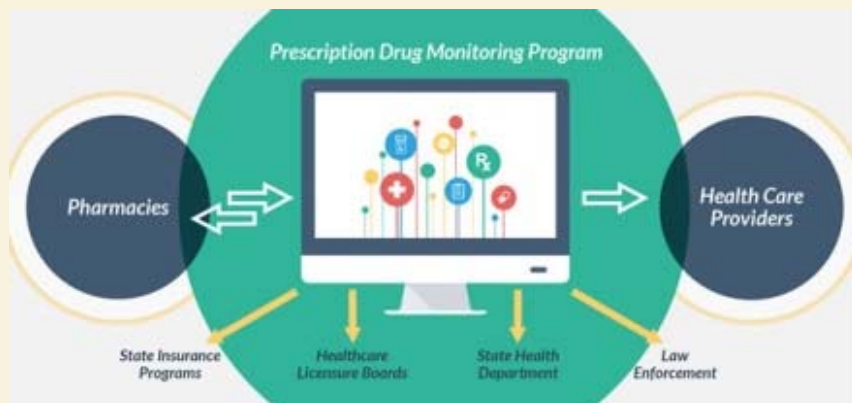 Prescription Drug Monitoring Program
Pharmacies
Health Care
Providers
Rx
State Insurance
Programs
Healthcare
Licensure Boards
State Health
Department
Law
Enforcement